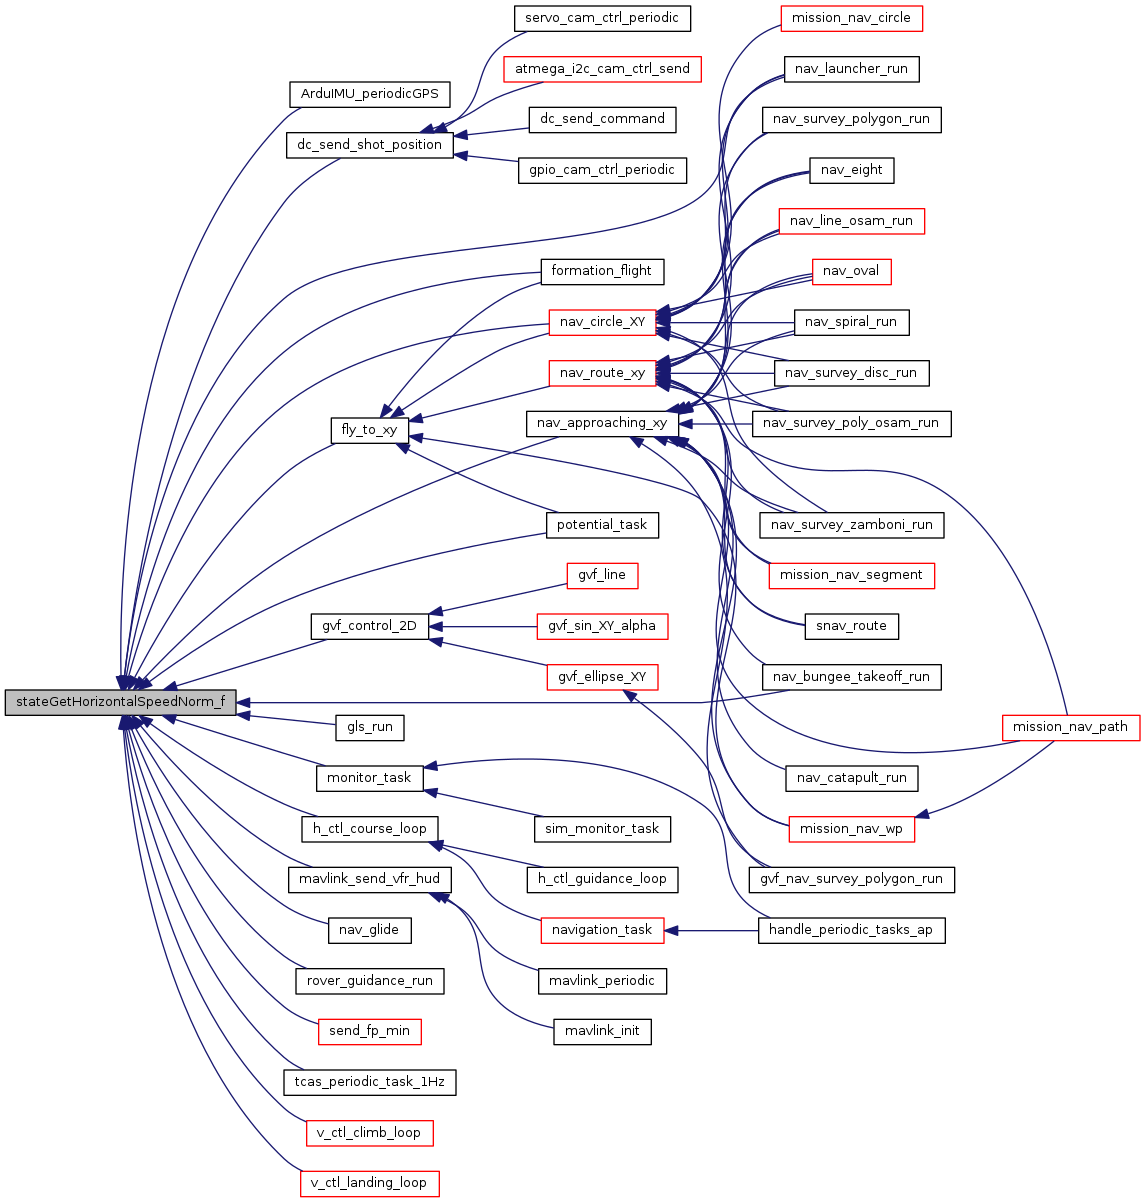 servo_cam_ctrl_periodic
mission_nav_circle
atmega_i2c_cam_ctrl_send
nav_launcher_run
ArduIMU_periodicGPS
dc_send_command
nav_survey_polygon_run
dc_send_shot_position
gpio_cam_ctrl_periodic
nav_eight
nav_line_osam_run
formation_flight
nav_oval
nav_circle_XY
nav_spiral_run
nav_route_xy
nav_survey_disc_run
fly_to_xy
nav_approaching_xy
nav_survey_poly_osam_run
potential_task
nav_survey_zamboni_run
gvf_line
mission_nav_segment
gvf_control_2D
gvf_sin_XY_alpha
snav_route
gvf_ellipse_XY
nav_bungee_takeoff_run
stateGetHorizontalSpeedNorm_f
gls_run
mission_nav_path
monitor_task
nav_catapult_run
h_ctl_course_loop
sim_monitor_task
mission_nav_wp
mavlink_send_vfr_hud
h_ctl_guidance_loop
gvf_nav_survey_polygon_run
nav_glide
navigation_task
handle_periodic_tasks_ap
rover_guidance_run
mavlink_periodic
send_fp_min
mavlink_init
tcas_periodic_task_1Hz
v_ctl_climb_loop
v_ctl_landing_loop